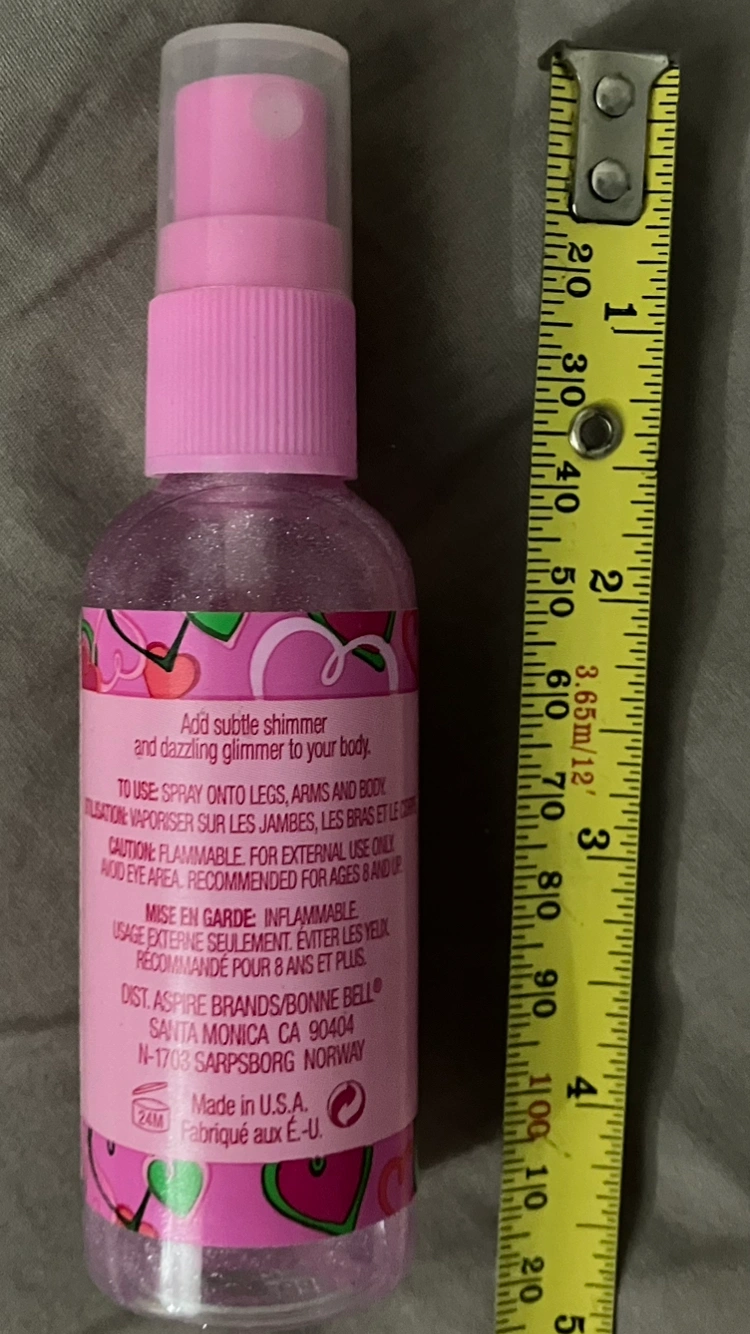 Add subtle shimmer
and dazzling glimmer to your body.
TO USE: SPRAY ONTO LEGS, ARMS AND BODY.
UTILISATION: VAPORISER SUR LES JAMBES, LES BRAS ET LE CORPS
CAUTION: FLAMMABLE. FOR EXTERNAL USE ONLY.
AVOID EYE AREA. RECOMMENDED FOR AGES 8 AND UP.
MISE EN GARDE: INFLAMMABLE.
USAGE EXTERNE SEULEMENT. ÉVITER LES YEUX.
RECOMMANDÉ POUR 8 ANS ET PLUS.
DIST. ASPIRE BRANDS/BONNE BELL®
SANTA MONICA CA 90404
N-1703 SARPSBORG NORWAY
24M
Made in U.S.A.
Fabriqué aux É.-U.
20
1
30
40
50
2
60
3.65m/12'
70
3
80
90
4
100
10
20
5